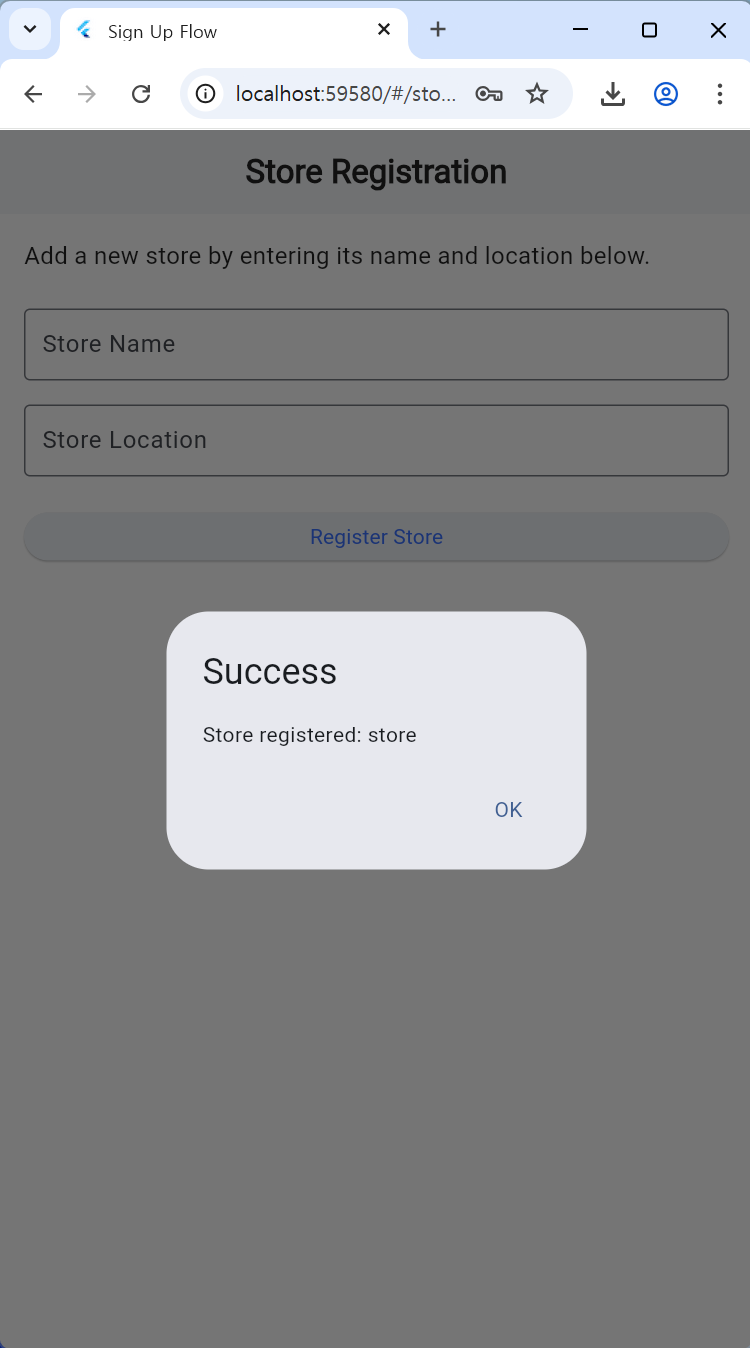 Sign Up Flow
localhost:59580/#/sto...
Store Registration
Add a new store by entering its name and location below.
Store Name
Store Location
Register Store
Success
Store registered: store
OK